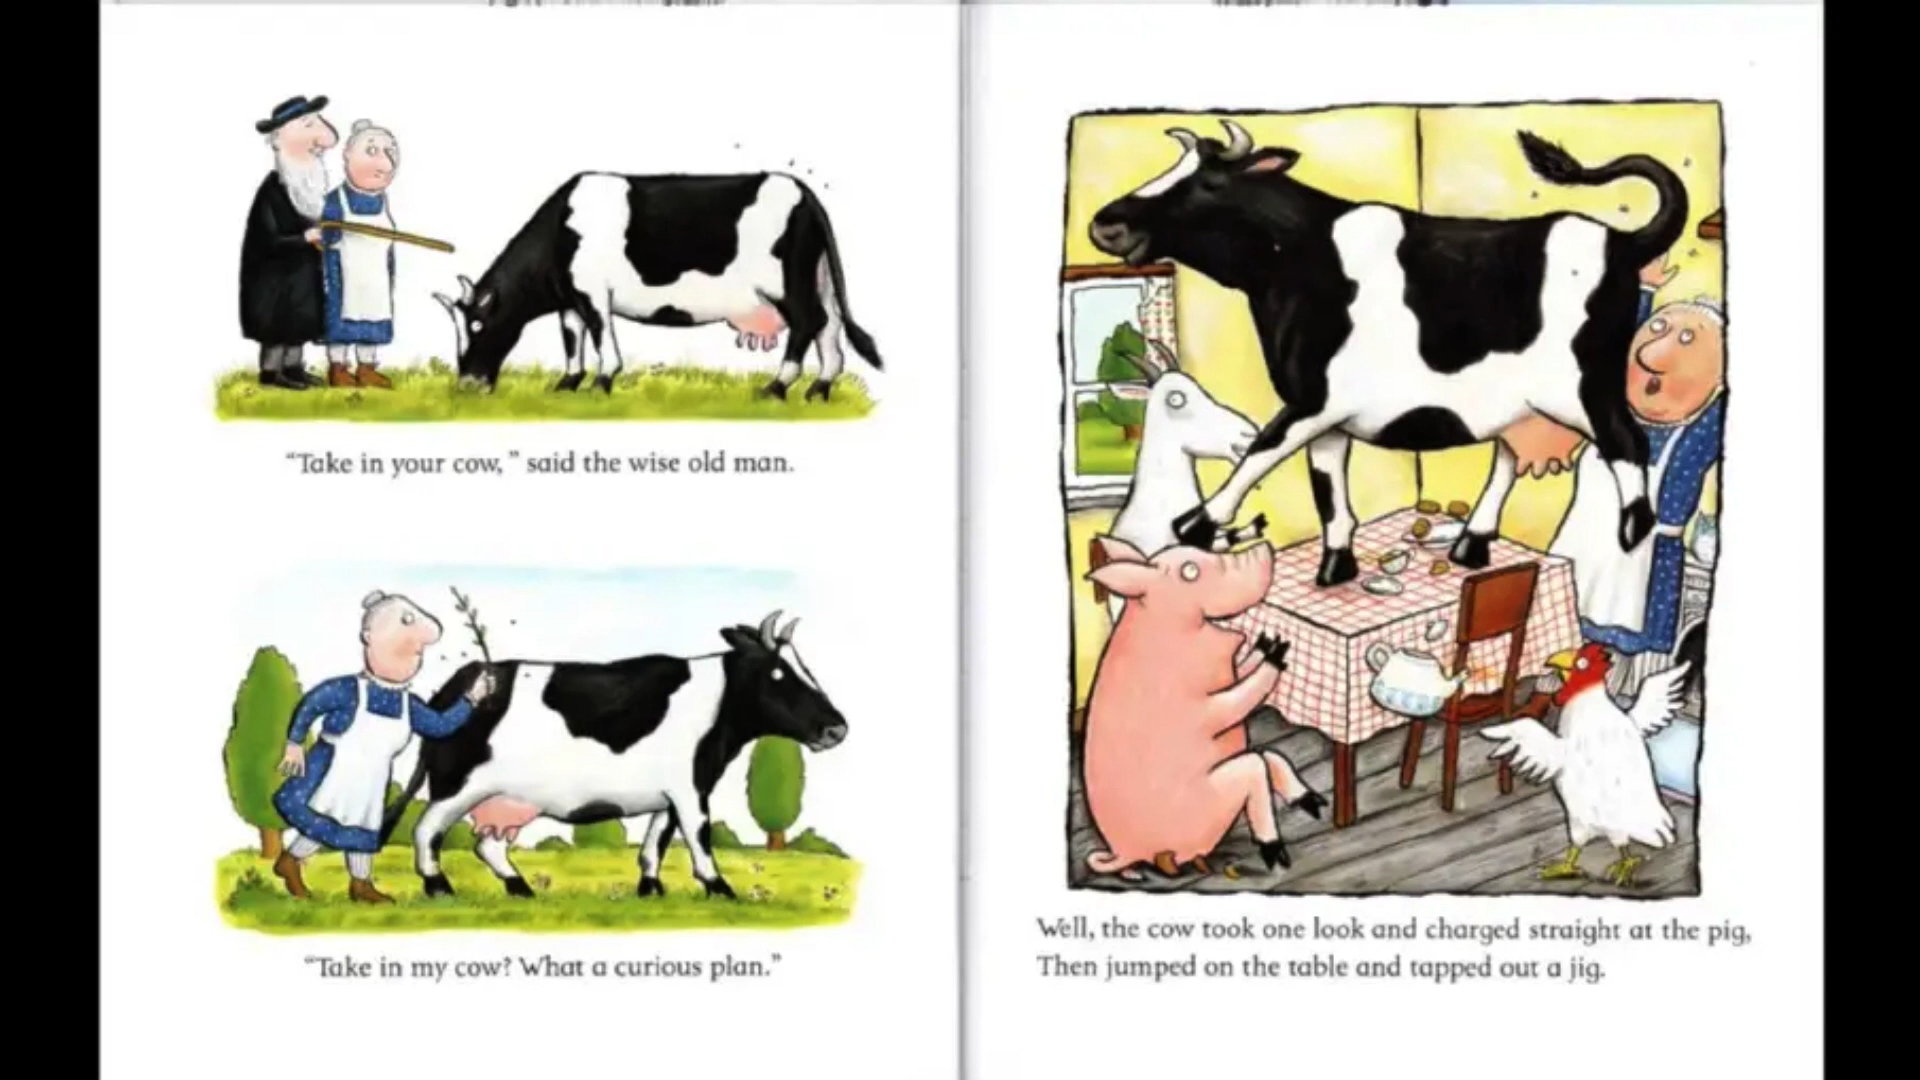 “Take in your cow,” said the wise old man.
“Take in my cow? What a curious plan.”
Well, the cow took one look and charged straight at the pig,
Then jumped on the table and tapped out a jig.